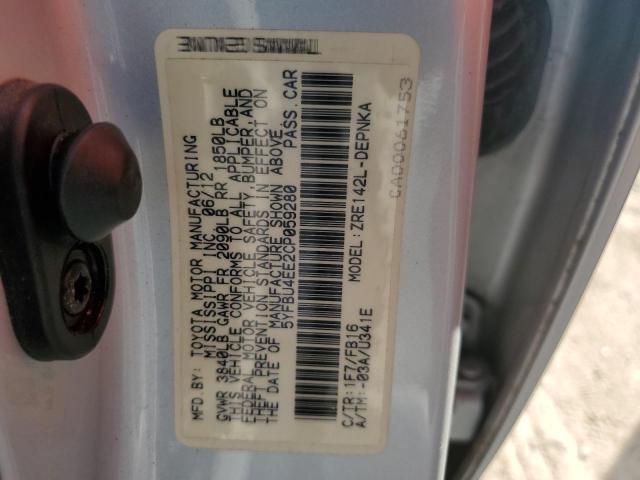 MFD. BY: TOYOTA MOTOR MANUFACTURING
MISSISSIPPI, INC. 06/12
GVWR 3840LB GAWR FR 2090LB RR 1850LB
THIS VEHICLE CONFORMS TO ALL APPLICABLE
FEDERAL MOTOR VEHICLE SAFETY, BUMPER, AND
THEFT PREVENTION STANDARDS IN EFFECT ON
THE DATE OF MANUFACTURE SHOWN ABOVE
5YFBU4EE2CP059280 PASS. CAR
C/TR: 1F7/FB16 MODEL: ZRE142L-DEPNKA
A/TM: -03A/U341E
CA00061753